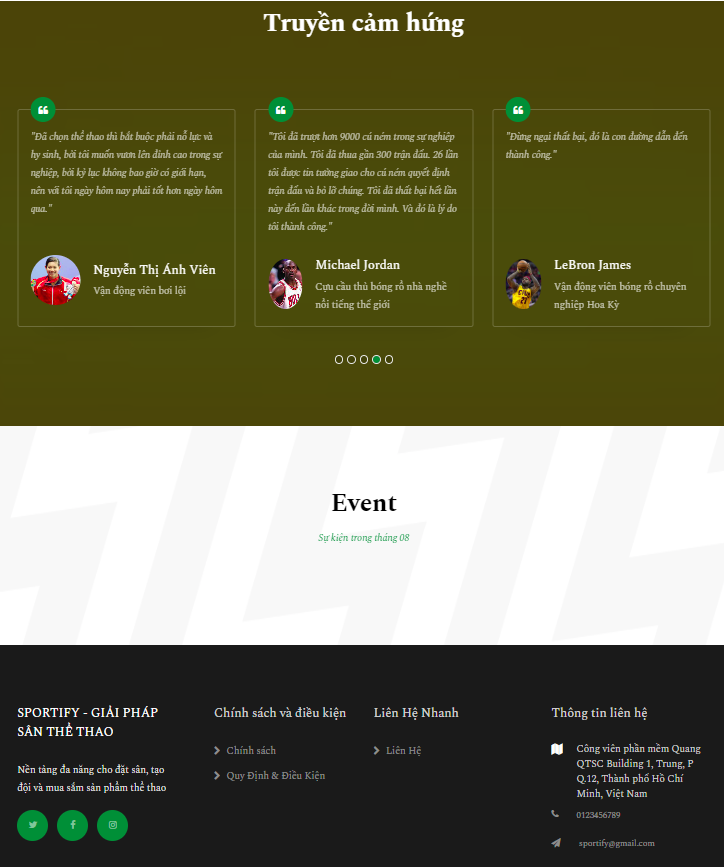 Truyền cảm hứng
"Đã chọn thể thao thì bắt buộc phải nỗ lực và
hy sinh, bởi tôi muốn vươn lên đỉnh cao trong sự
nghiệp, bởi kỷ lục không bao giờ có giới hạn,
nên với tôi ngày hôm nay phải tốt hơn ngày hôm
qua."
Nguyễn Thị Ánh Viên
Vận động viên bơi lội
"Tôi đã trượt hơn 9000 cú ném trong sự nghiệp
của mình. Tôi đã thua gần 300 trận đấu. 26 lần
tôi được tin tưởng giao cho cú ném quyết định
trận đấu và bỏ lỡ chúng. Tôi đã thất bại hết lần
này đến lần khác trong đời mình. Và đó là lý do
tôi thành công."
Michael Jordan
Cựu cầu thủ bóng rổ nhà nghề
nổi tiếng thế giới
"Đừng ngại thất bại, đó là con đường dẫn đến
thành công."
LeBron James
Vận động viên bóng rổ chuyên
nghiệp Hoa Kỳ
Event
Sự kiện trong tháng 08
SPORTIFY - GIẢI PHÁP
SÂN THỂ THAO
Nền tảng đa năng cho đặt sân, tạo
đội và mua sắm sản phẩm thể thao
Chính sách và điều kiện
Chính sách
Quy Định & Điều Kiện
Liên Hệ Nhanh
Liên Hệ
Thông tin liên hệ
Công viên phần mềm Quang
QTSC Building 1, Trung, P
Q.12, Thành phố Hồ Chí
Minh, Việt Nam
0123456789
sportify@gmail.com